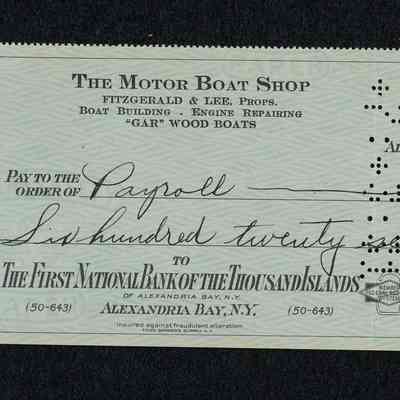 THE MOTOR BOAT SHOP
FITZGERALD & LEE, PROPS.
BOAT BUILDING - ENGINE REPAIRING
"GAR" WOOD BOATS
PAY TO THE
ORDER OF Payroll
Six hundred twenty
TO
THE FIRST NATIONAL BANK OF THE THOUSAND ISLANDS
OF ALEXANDRIA BAY, N.Y.
(50-643) ALEXANDRIA BAY, N.Y. (50-643)
Insured against fraudulent alteration